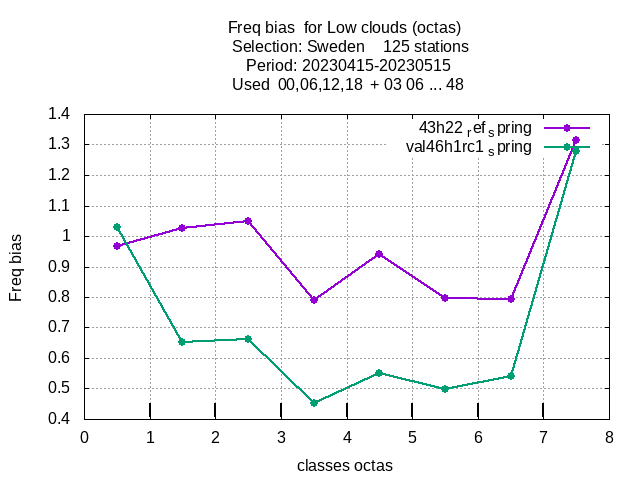 Freq bias  for Low clouds (octas)
Selection: Sweden    125 stations
Period: 20230415-20230515
Used  00,06,12,18  + 03 06 ... 48
1.4
1.3
1.2
1.1
1
0.9
0.8
0.7
0.6
0.5
0.4
43h22 ref spring
val46h1rc1 spring
Freq bias
0 1 2 3 4 5 6 7 8
classes octas